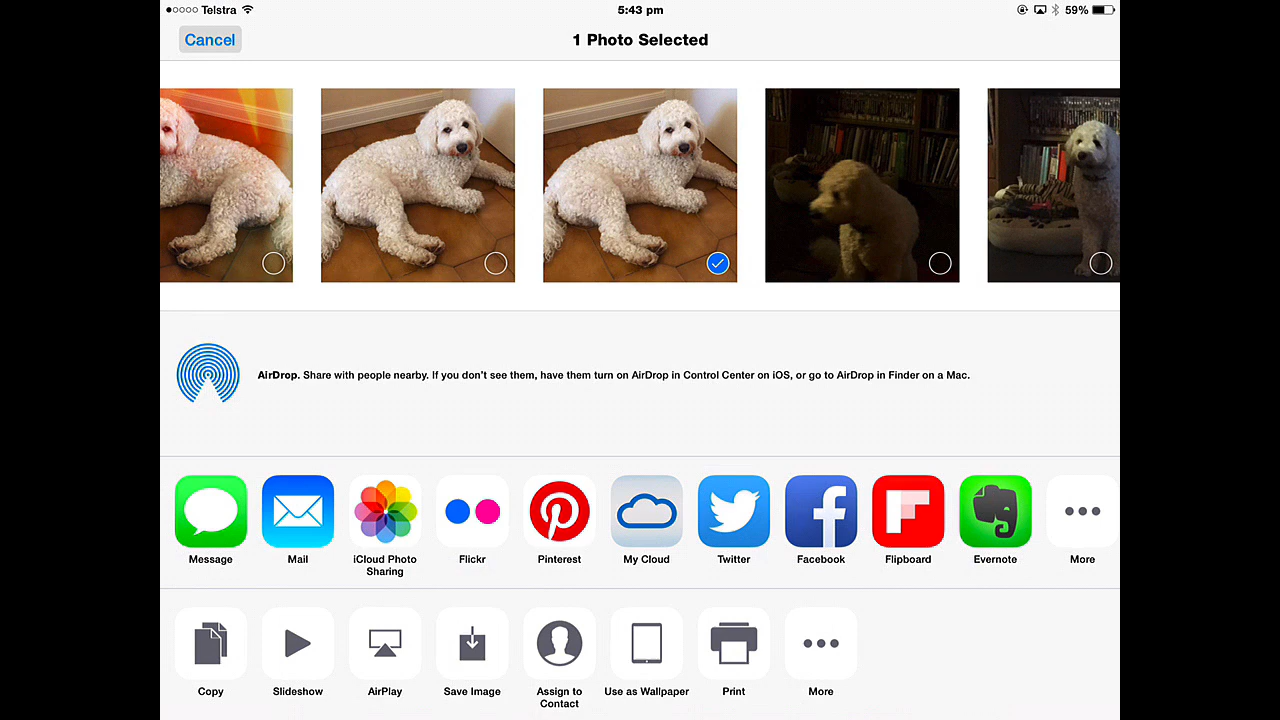 Telstra 5:43 pm 59%
Cancel 1 Photo Selected
AirDrop. Share with people nearby. If you don't see them, have them turn on AirDrop in Control Center on iOS, or go to AirDrop in Finder on a Mac.
Message Mail iCloud Photo Sharing Flickr Pinterest My Cloud Twitter Facebook Flipboard Evernote More
Copy Slideshow AirPlay Save Image Assign to Contact Use as Wallpaper Print More